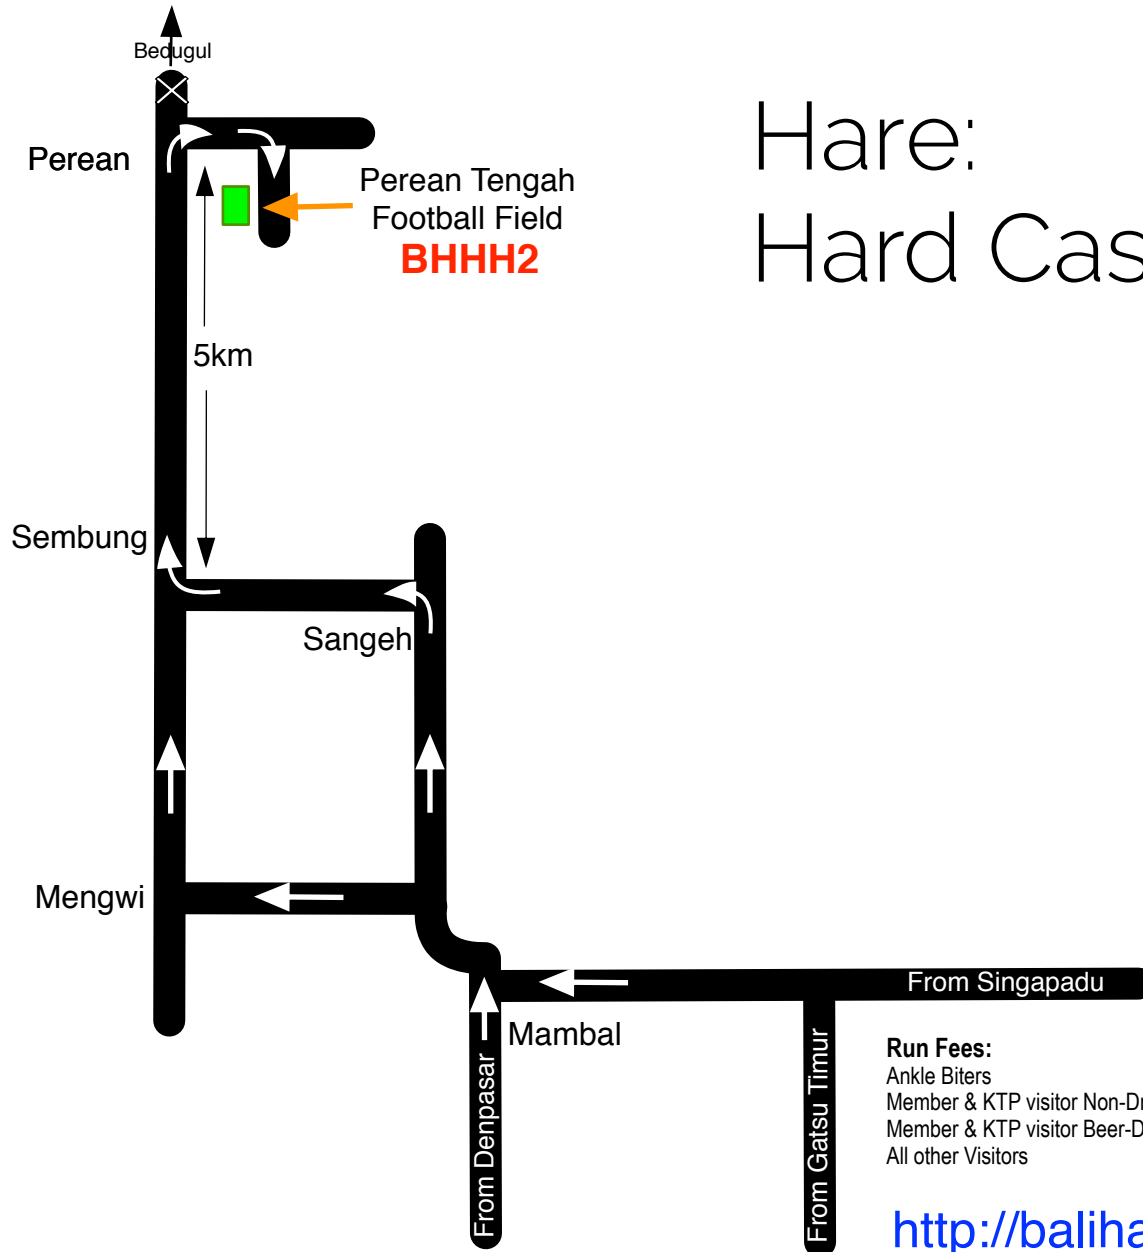 Bedugul
Hare:
Hard Cas
Perean
Perean Tengah
Football Field
BHHH2
5km
Sembung
Sangeh
Mengwi
From Singapadu
Mambal
From Denpasar
From Gatsu Timur
Run Fees:
Ankle Biters
Member & KTP visitor Non-Dr
Member & KTP visitor Beer-D
All other Visitors
http://baliha